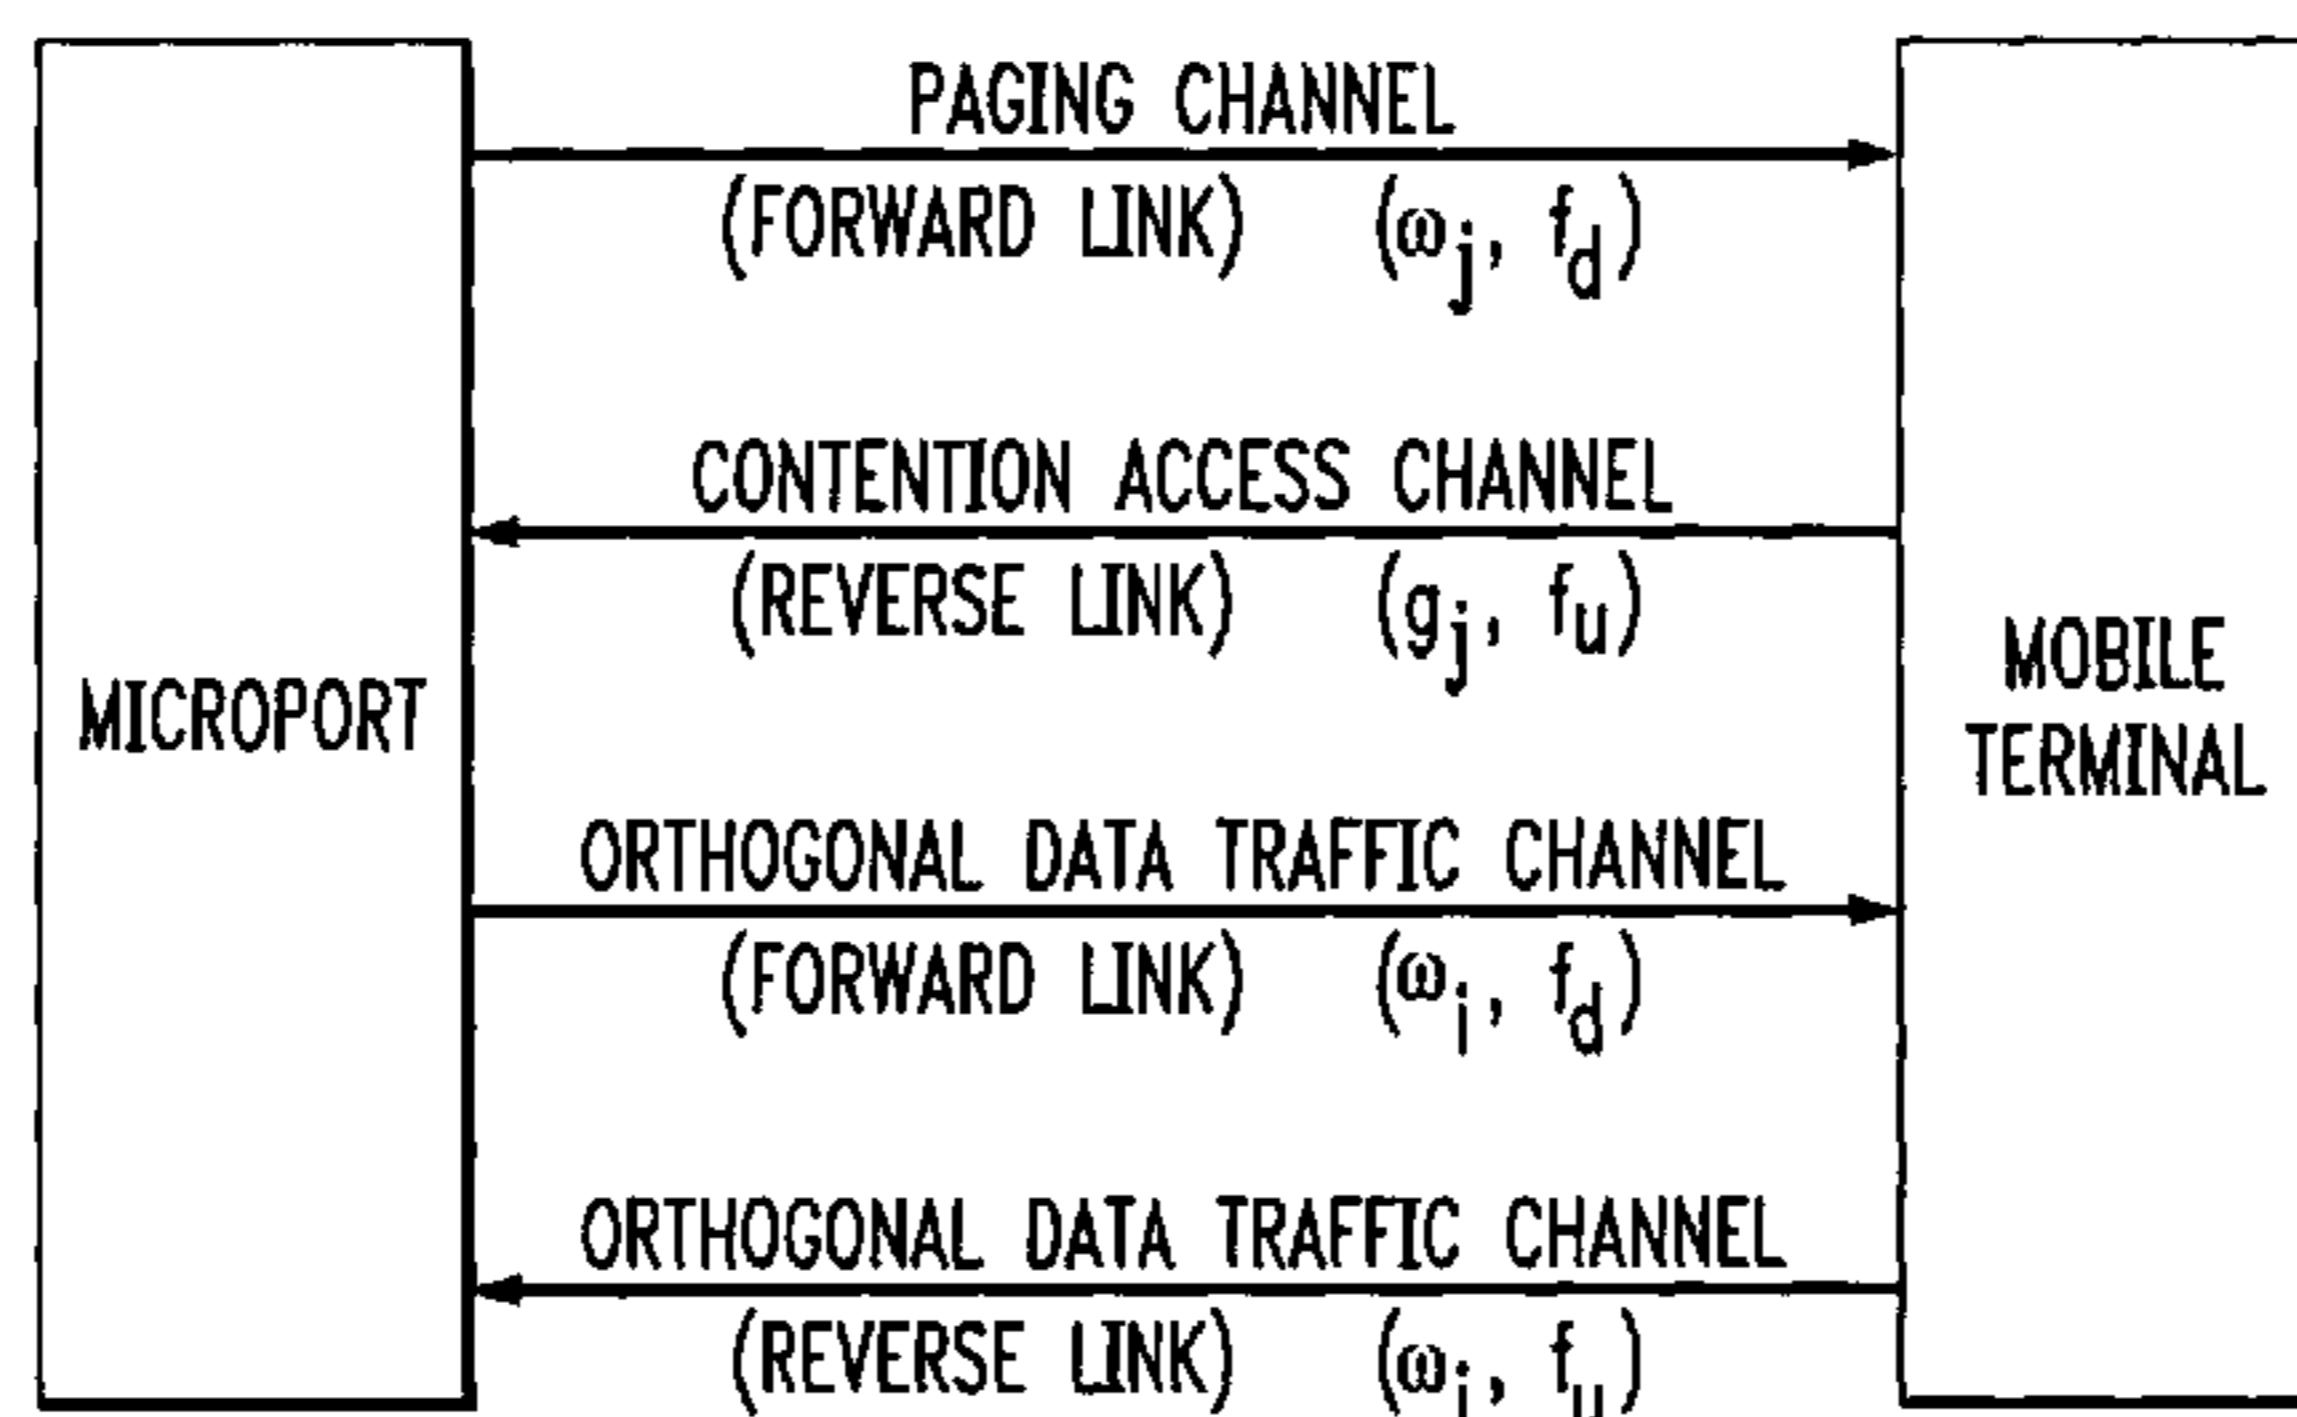 PAGING CHANNEL
(FORWARD LINK) (ωj, fd)
CONTENTION ACCESS CHANNEL
(REVERSE LINK) (gj, fu)
MICROPORT
MOBILE
TERMINAL
ORTHOGONAL DATA TRAFFIC CHANNEL
(FORWARD LINK) (ωi, fd)
ORTHOGONAL DATA TRAFFIC CHANNEL
(REVERSE LINK) (ωi, fu)